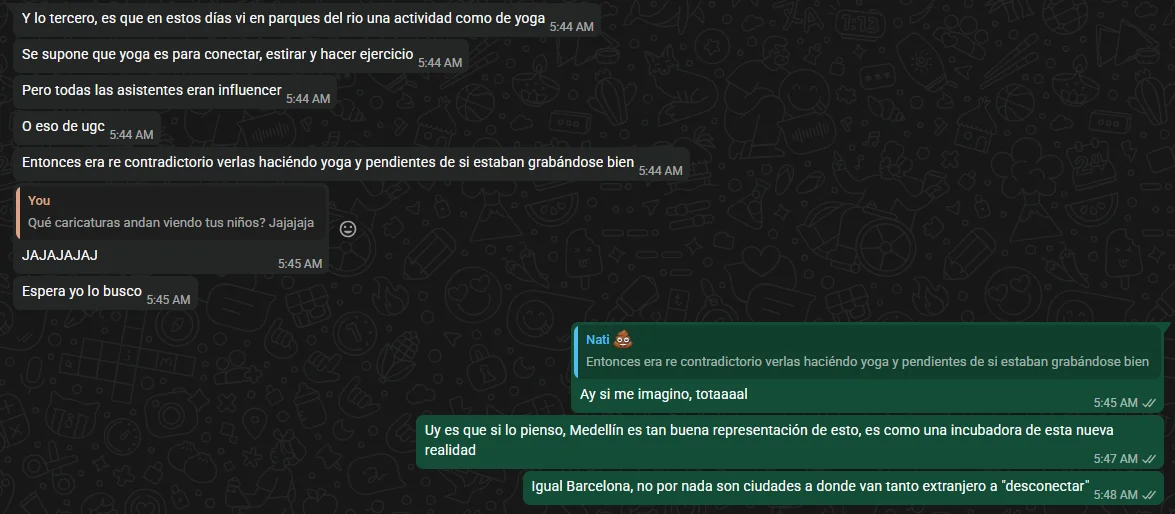 Y lo tercero, es que en estos días vi en parques del rio una actividad como de yoga 5:44 AM
Se supone que yoga es para conectar, estirar y hacer ejercicio 5:44 AM
Pero todas las asistentes eran influencer 5:44 AM
O eso de ugc 5:44 AM
Entonces era re contradictorio verlas haciéndo yoga y pendientes de si estaban grabándose bien 5:44 AM
You
Qué caricaturas andan viendo tus niños? Jajajaja
JAJAJAJAJ 5:45 AM
Espera yo lo busco 5:45 AM
Nati 💩
Entonces era re contradictorio verlas haciéndo yoga y pendientes de si estaban grabándose bien
Ay si me imagino, totaaaal 5:45 AM
Uy es que si lo pienso, Medellín es tan buena representación de esto, es como una incubadora de esta nueva
realidad 5:47 AM
Igual Barcelona, no por nada son ciudades a donde van tanto extranjero a "desconectar" 5:48 AM